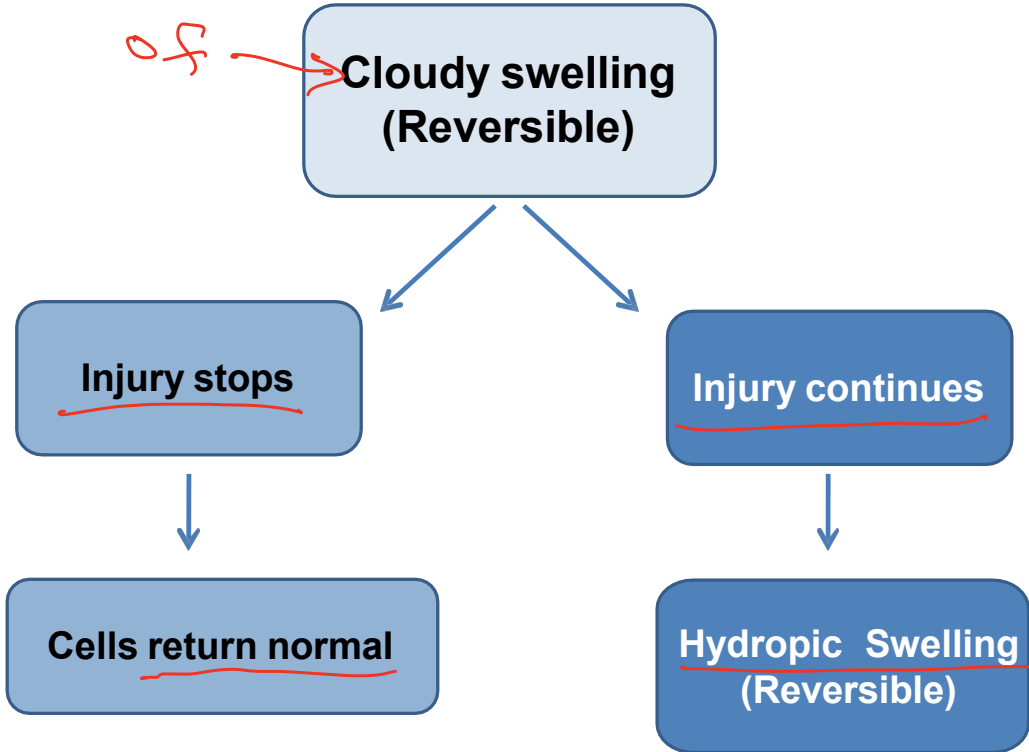 of
Cloudy swelling
(Reversible)
Injury stops
Injury continues
Cells return normal
Hydropic Swelling
(Reversible)